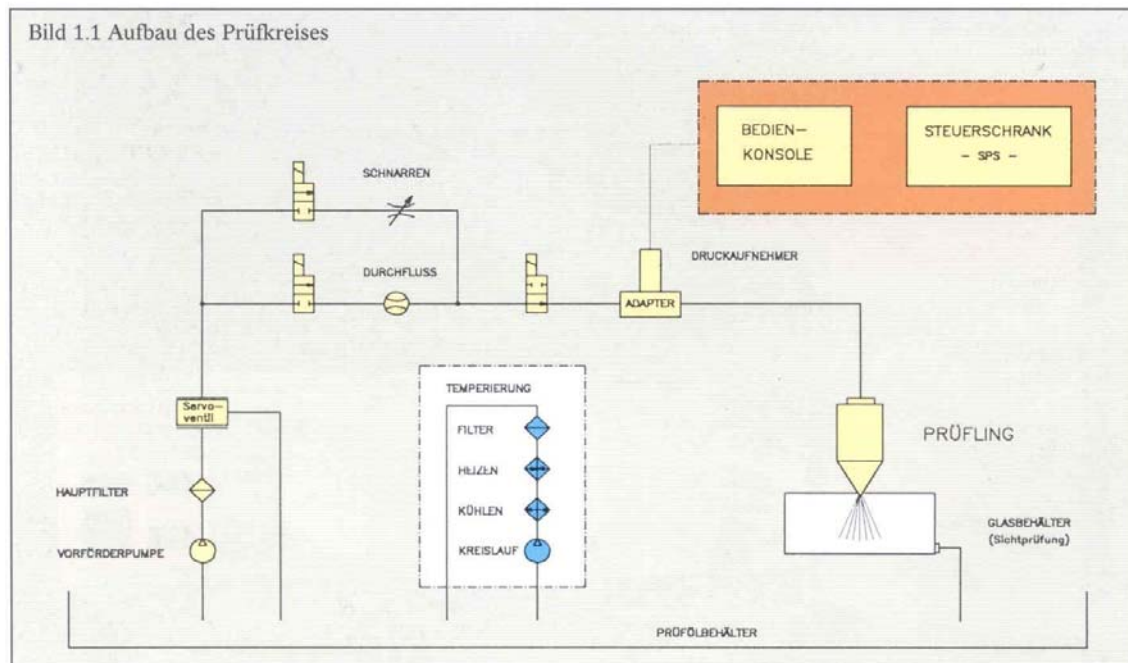 Bild 1.1 Aufbau des Prüfkreises
BEDIEN-
KONSOLE
STEUERSCHRANK
- SPS -
SCHNARREN
DURCHFLUSS
DRUCKAUFNEHMER
ADAPTER
Servo-
ventil
TEMPERIERUNG
FILTER
HEIZEN
KÜHLEN
KREISLAUF
PRÜFLING
HAUPTFILTER
VORFÖRDERPUMPE
GLASBEHÄLTER
(Sichtprüfung)
PRÜFÖLBEHÄLTER